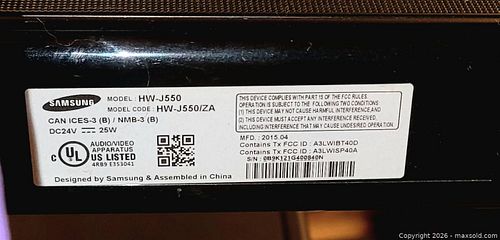 SAMSUNG
MODEL : HW-J550
MODEL CODE : HW-J550/ZA
CAN ICES-3 (B) / NMB-3 (B)
DC24V 25W
C UL US LISTED
AUDIO/VIDEO
APPARATUS
4RB9 E353041
Designed by Samsung & Assembled in China
THIS DEVICE COMPLIES WITH PART 15 OF THE FCC RULES.
OPERATION IS SUBJECT TO THE FOLLOWING TWO CONDITIONS
(1) THIS DEVICE MAY NOT CAUSE HARMFUL INTERFERENCE, AND
(2) THIS DEVICE MUST ACCEPT ANY INTERFERENCE RECEIVED,
INCLUDING INTERFERENCE THAT MAY CAUSE UNDESIRED OPERATION.
MFD. : 2015.04
Contains Tx FCC ID : A3LWIBT40D
Contains Tx FCC ID : A3LWISP40A
S/N : 0B9K121G400840N
Copyright © 2026 - maxsold.com